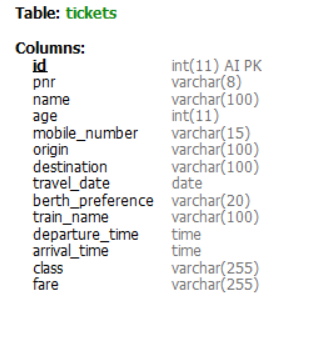 Table: tickets
Columns:
id int(11) AI PK
pnr varchar(8)
name varchar(100)
age int(11)
mobile_number varchar(15)
origin varchar(100)
destination varchar(100)
travel_date date
berth_preference varchar(20)
train_name varchar(100)
departure_time time
arrival_time time
class varchar(255)
fare varchar(255)